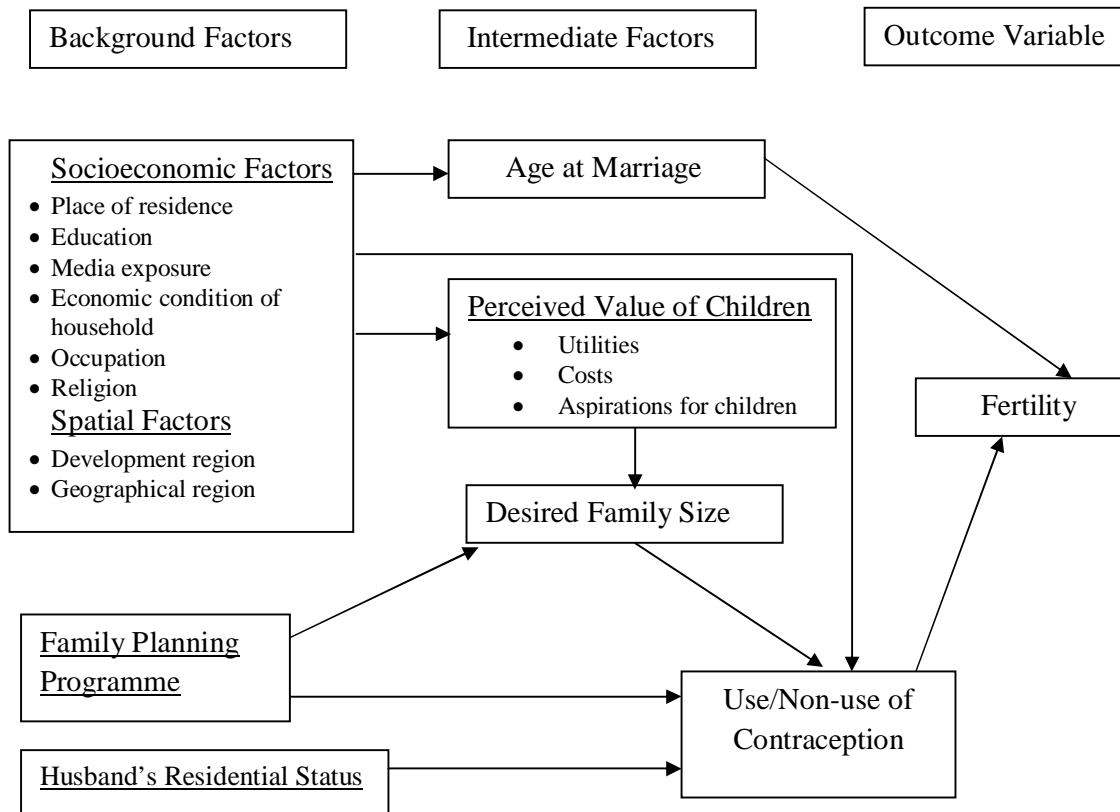 Background Factors
Intermediate Factors
Outcome Variable
Socioeconomic Factors
• Place of residence
• Education
• Media exposure
• Economic condition of
household
• Occupation
• Religion
Spatial Factors
• Development region
• Geographical region
Age at Marriage
Perceived Value of Children
• Utilities
• Costs
• Aspirations for children
Fertility
Desired Family Size
Family Planning
Programme
Use/Non-use of
Contraception
Husband’s Residential Status